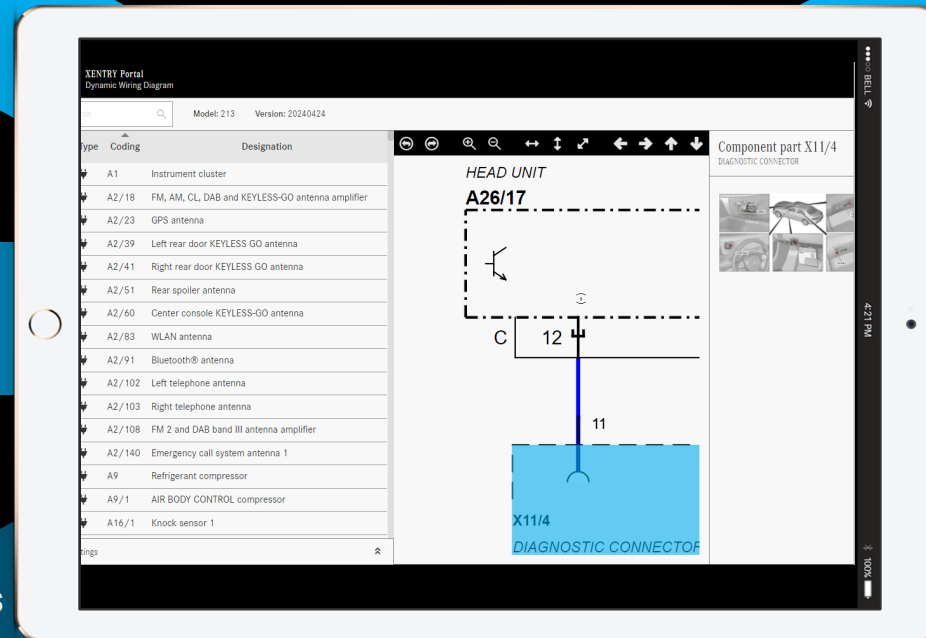 XENTRY Portal
Dynamic Wiring Diagram
Model: 213 Version: 20240424
Coding Designation
A1 Instrument cluster
A2/18 FM, AM, CL, DAB and KEYLESS-GO antenna amplifier
A2/23 GPS antenna
A2/39 Left rear door KEYLESS GO antenna
A2/41 Right rear door KEYLESS GO antenna
A2/51 Rear spoiler antenna
A2/60 Center console KEYLESS-GO antenna
A2/83 WLAN antenna
A2/91 Bluetooth® antenna
A2/102 Left telephone antenna
A2/103 Right telephone antenna
A2/108 FM 2 and DAB band III antenna amplifier
A2/140 Emergency call system antenna 1
A9 Refrigerant compressor
A9/1 AIR BODY CONTROL compressor
A16/1 Knock sensor 1
HEAD UNIT
A26/17
C 12
11
X11/4
DIAGNOSTIC CONNECTOR
Component part X11/4
DIAGNOSTIC CONNECTOR
BELL
4:21 PM
100%